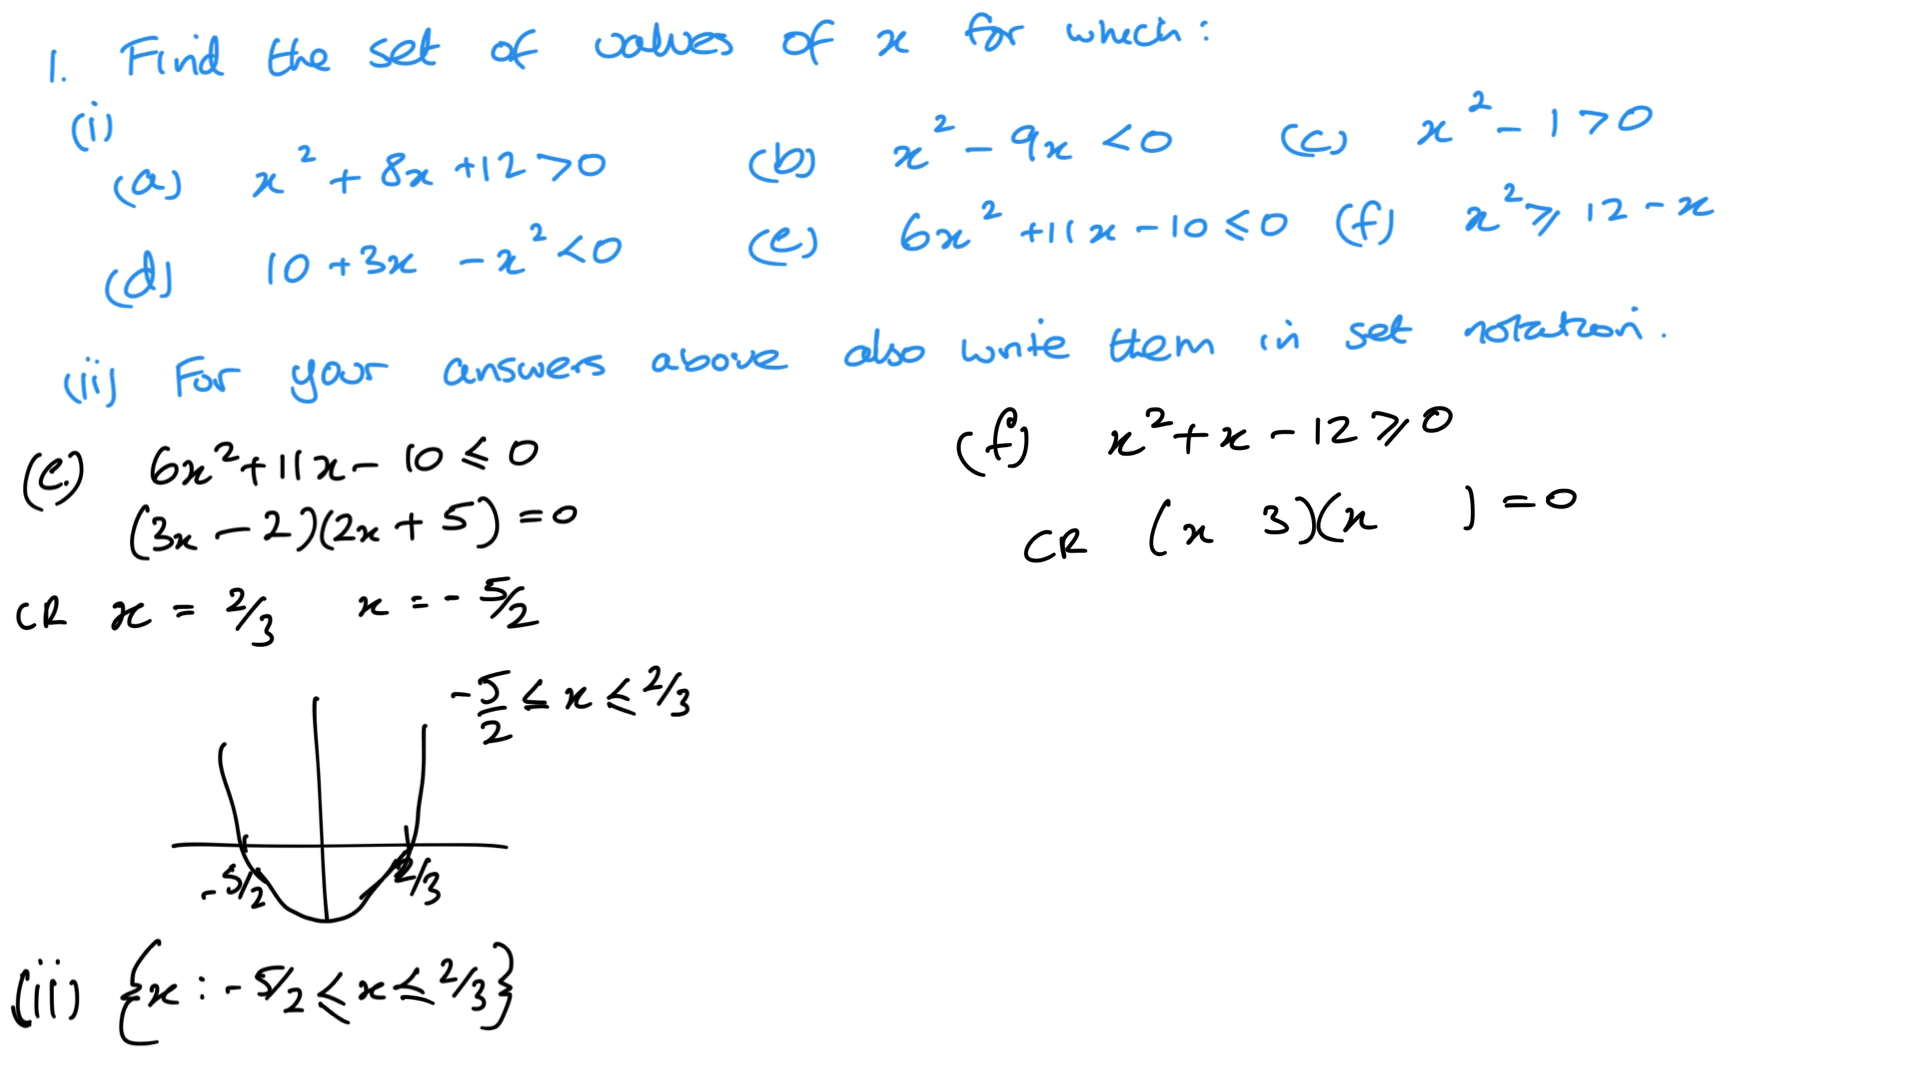 1. Find the set of values of x for which:
(i)
(a) x² + 8x + 12 > 0 (b) x² - 9x < 0 (c) x² - 1 > 0
(d) 10 + 3x - x² < 0 (e) 6x² + 11x - 10 ⩽ 0 (f) x² ⩾ 12 - x
(ii) For your answers above also write them in set notation.
(e) 6x² + 11x - 10 ≤ 0
(3x - 2)(2x + 5) = 0
CR x = 2/3 x = - 5/2
-5/2 ≤ x ≤ 2/3
-5/2 2/3
(ii) {x : -5/2 ⩽ x ⩽ 2/3}
(f) x² + x - 12 ⩾ 0
CR (x 3)(x ) = 0